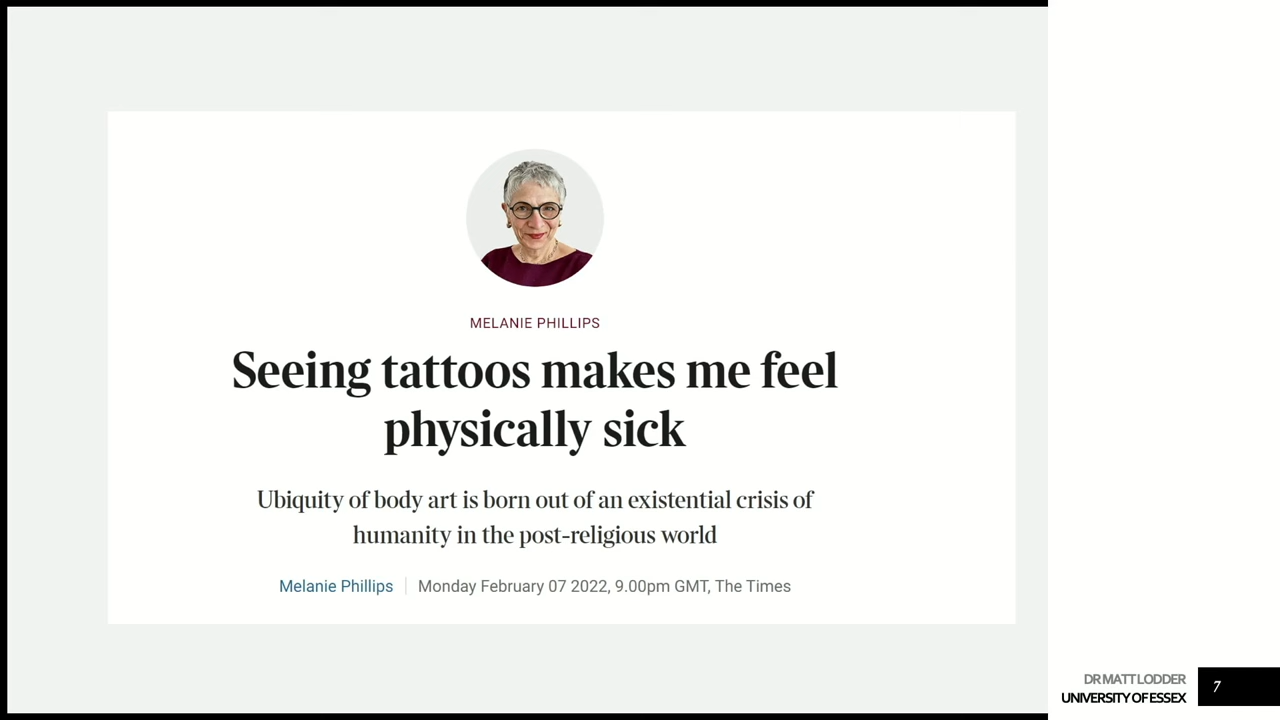 MELANIE PHILLIPS
Seeing tattoos makes me feel
physically sick
Ubiquity of body art is born out of an existential crisis of
humanity in the post-religious world
Melanie Phillips | Monday February 07 2022, 9.00pm GMT, The Times
DR MATT LODDER
UNIVERSITY OF ESSEX
7